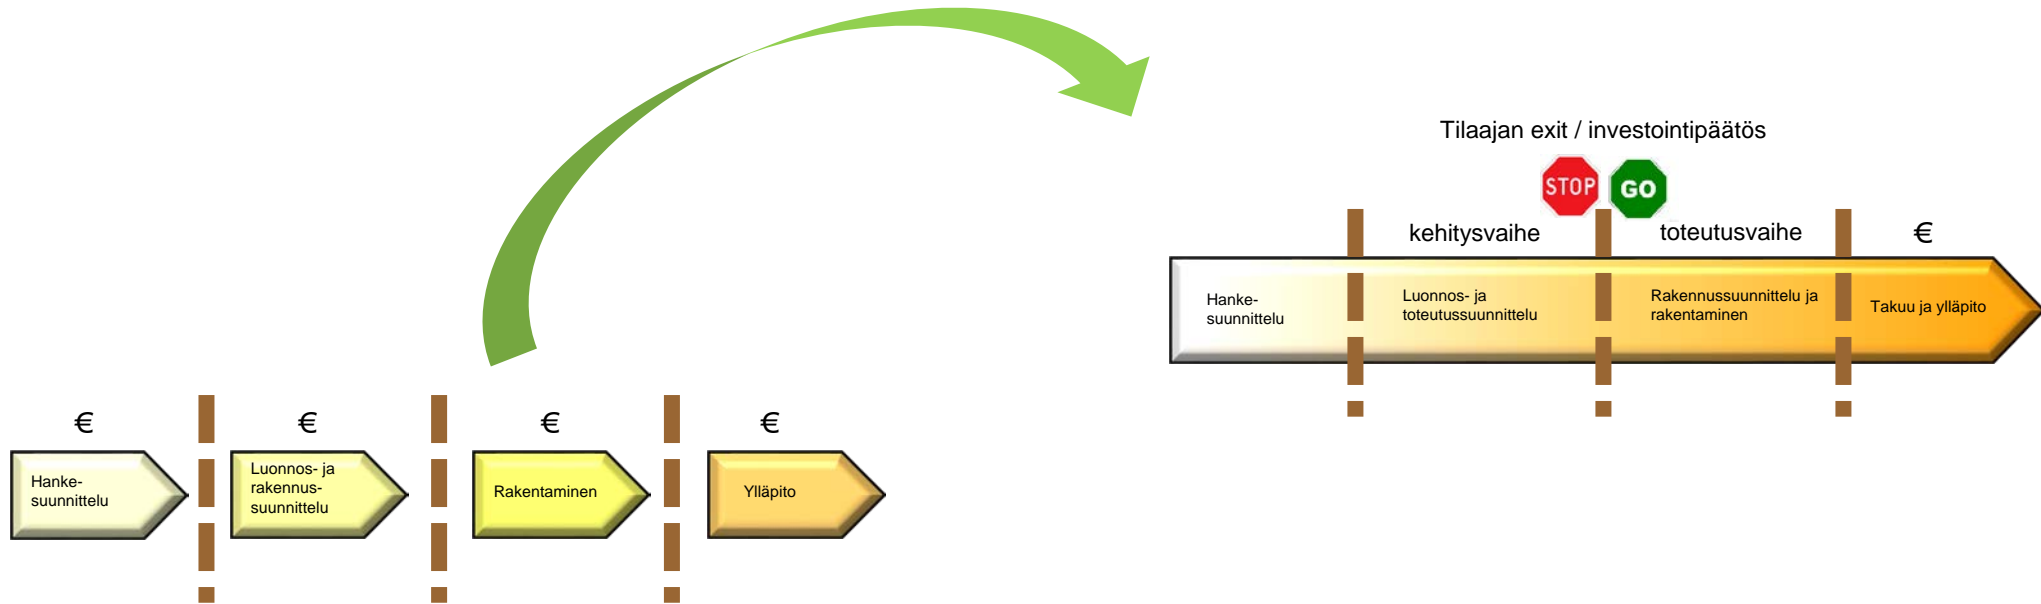 Tilaajan exit / investointipäätös
STOP GO
kehitysvaihe toteutusvaihe €
Hanke-
suunnittelu
Luonnos- ja
toteutussuunnittelu
Rakennussuunnittelu ja
rakentaminen
Takuu ja ylläpito
€ € € €
Hanke-
suunnittelu
Luonnos- ja
rakennus-
suunnittelu
Rakentaminen
Ylläpito